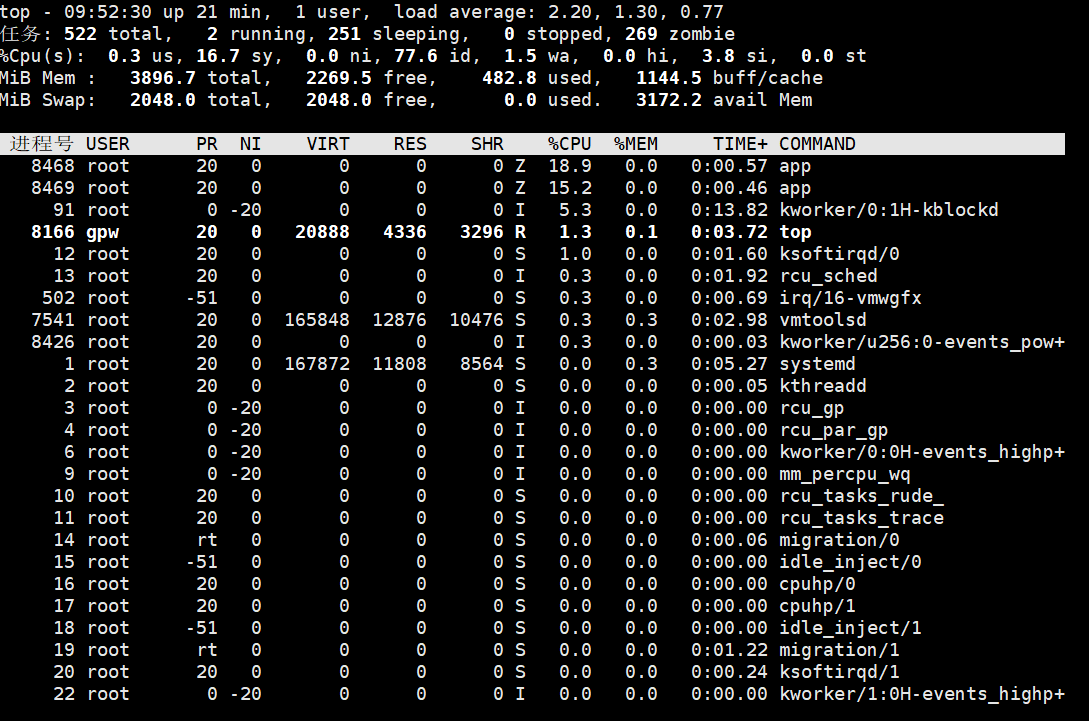 top - 09:52:30 up 21 min,  1 user,  load average: 2.20, 1.30, 0.77
任务: 522 total,   2 running, 251 sleeping,   0 stopped, 269 zombie
%Cpu(s):  0.3 us, 16.7 sy,  0.0 ni, 77.6 id,  1.5 wa,  0.0 hi,  3.8 si,  0.0 st
MiB Mem :   3896.7 total,   2269.5 free,    482.8 used,   1144.5 buff/cache
MiB Swap:   2048.0 total,   2048.0 free,      0.0 used.   3172.2 avail Mem
进程号 USER      PR  NI    VIRT    RES    SHR    %CPU  %MEM     TIME+ COMMAND
8468 root      20   0       0      0      0 Z  18.9   0.0   0:00.57 app
8469 root      20   0       0      0      0 Z  15.2   0.0   0:00.46 app
91 root       0 -20       0      0      0 I   5.3   0.0   0:13.82 kworker/0:1H-kblockd
8166 gpw       20   0   20888   4336   3296 R   1.3   0.1   0:03.72 top
12 root      20   0       0      0      0 S   1.0   0.0   0:01.60 ksoftirqd/0
13 root      20   0       0      0      0 I   0.3   0.0   0:01.92 rcu_sched
502 root     -51   0       0      0      0 S   0.3   0.0   0:00.69 irq/16-vmwgfx
7541 root      20   0  165848  12876  10476 S   0.3   0.3   0:02.98 vmtoolsd
8426 root      20   0       0      0      0 I   0.3   0.0   0:00.03 kworker/u256:0-events_pow+
1 root      20   0  167872  11808   8564 S   0.0   0.3   0:05.27 systemd
2 root      20   0       0      0      0 S   0.0   0.0   0:00.05 kthreadd
3 root       0 -20       0      0      0 I   0.0   0.0   0:00.00 rcu_gp
4 root       0 -20       0      0      0 I   0.0   0.0   0:00.00 rcu_par_gp
6 root       0 -20       0      0      0 I   0.0   0.0   0:00.00 kworker/0:0H-events_highp+
9 root       0 -20       0      0      0 I   0.0   0.0   0:00.00 mm_percpu_wq
10 root      20   0       0      0      0 S   0.0   0.0   0:00.00 rcu_tasks_rude_
11 root      20   0       0      0      0 S   0.0   0.0   0:00.00 rcu_tasks_trace
14 root      rt   0       0      0      0 S   0.0   0.0   0:00.06 migration/0
15 root     -51   0       0      0      0 S   0.0   0.0   0:00.00 idle_inject/0
16 root      20   0       0      0      0 S   0.0   0.0   0:00.00 cpuhp/0
17 root      20   0       0      0      0 S   0.0   0.0   0:00.00 cpuhp/1
18 root     -51   0       0      0      0 S   0.0   0.0   0:00.00 idle_inject/1
19 root      rt   0       0      0      0 S   0.0   0.0   0:01.22 migration/1
20 root      20   0       0      0      0 S   0.0   0.0   0:00.24 ksoftirqd/1
22 root       0 -20       0      0      0 I   0.0   0.0   0:00.00 kworker/1:0H-events_highp+